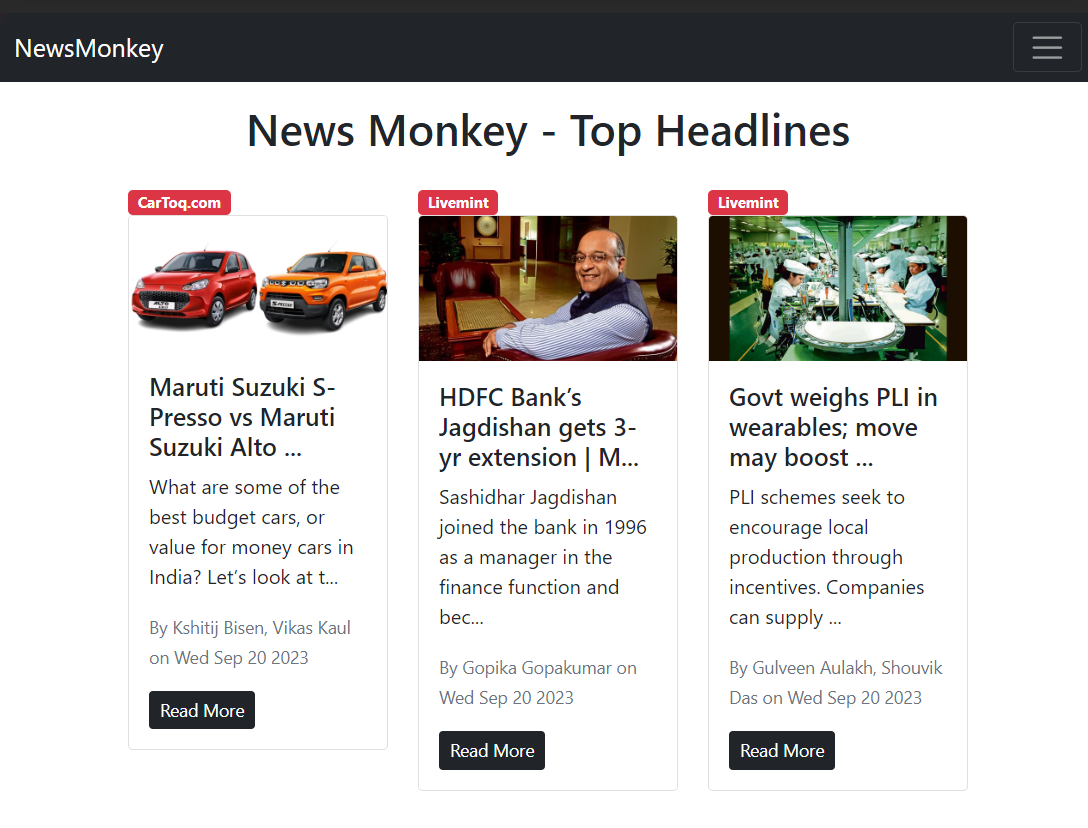 NewsMonkey
News Monkey - Top Headlines
CarToq.com
Maruti Suzuki S-
Presso vs Maruti
Suzuki Alto ...
What are some of the
best budget cars, or
value for money cars in
India? Let’s look at t...
By Kshitij Bisen, Vikas Kaul
on Wed Sep 20 2023
Read More
Livemint
HDFC Bank’s
Jagdishan gets 3-
yr extension | M...
Sashidhar Jagdishan
joined the bank in 1996
as a manager in the
finance function and
bec...
By Gopika Gopakumar on
Wed Sep 20 2023
Read More
Livemint
Govt weighs PLI in
wearables; move
may boost ...
PLI schemes seek to
encourage local
production through
incentives. Companies
can supply ...
By Gulveen Aulakh, Shouvik
Das on Wed Sep 20 2023
Read More